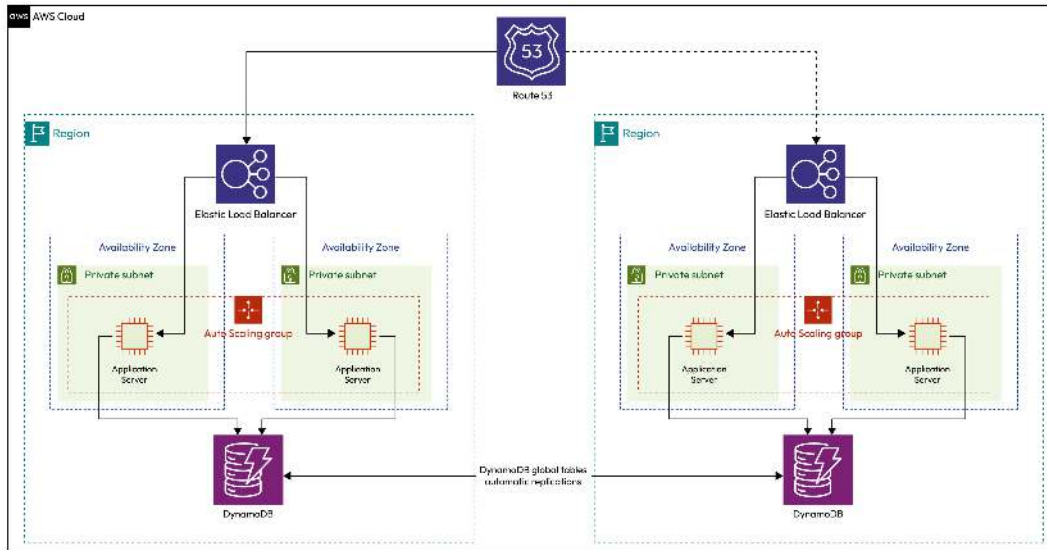 aws AWS Cloud
53
Route 53
Region
Elastic Load Balancer
Availability Zone
Availability Zone
Private subnet
Private subnet
Auto Scaling group
Application
Server
Application
Server
DynamoDB
DynamoDB global tables
automatic replications
Region
Elastic Load Balancer
Availability Zone
Availability Zone
Private subnet
Private subnet
Auto Scaling group
Application
Server
Application
Server
DynamoDB